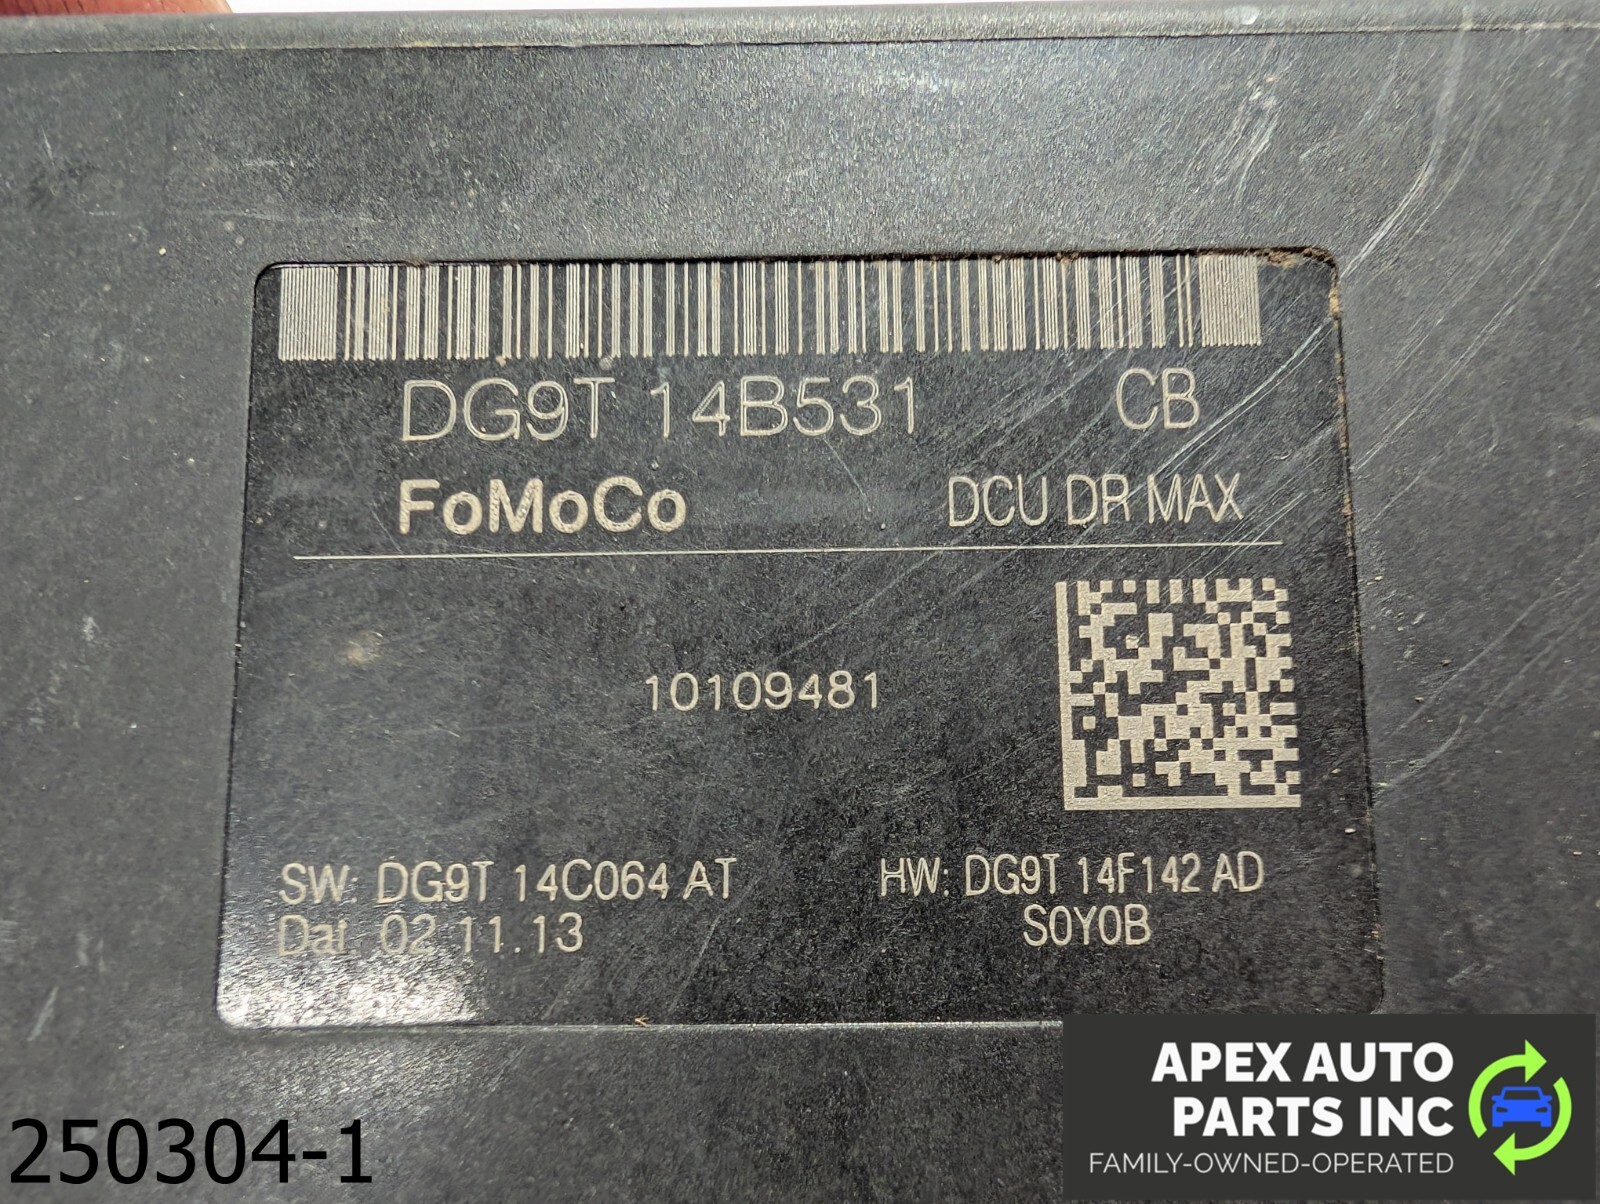 DG9T 14B531 CB
FoMoCo DCU DR MAX
10109481
SW: DG9T 14C064 AT HW: DG9T 14F142 AD
Dat. 02.11.13 S0Y0B
250304-1
APEX AUTO
PARTS INC
FAMILY-OWNED-OPERATED